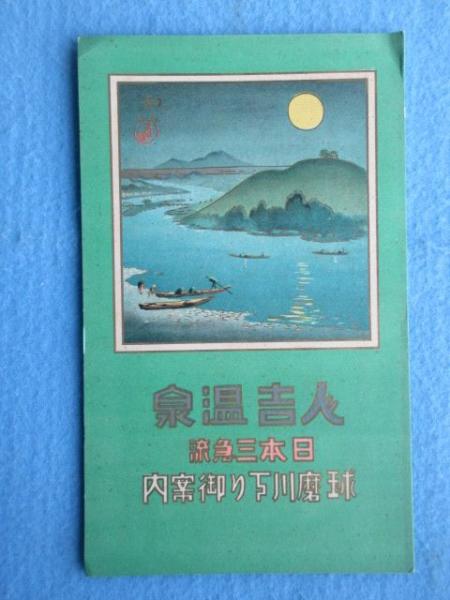 人吉温泉
日本三急流
球磨川下り御案内